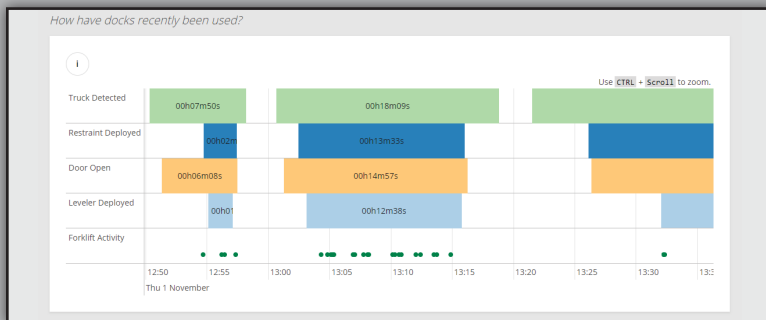 How have docks recently been used?
i
Use CTRL + Scroll to zoom.
Truck Detected
00h07m50s
00h18m09s
Restraint Deployed
00h02m
00h13m33s
Door Open
00h06m08s
00h14m57s
Leveler Deployed
00h01
00h12m38s
Forklift Activity
12:50
12:55
13:00
13:05
13:10
13:15
13:20
13:25
13:30
Thu 1 November